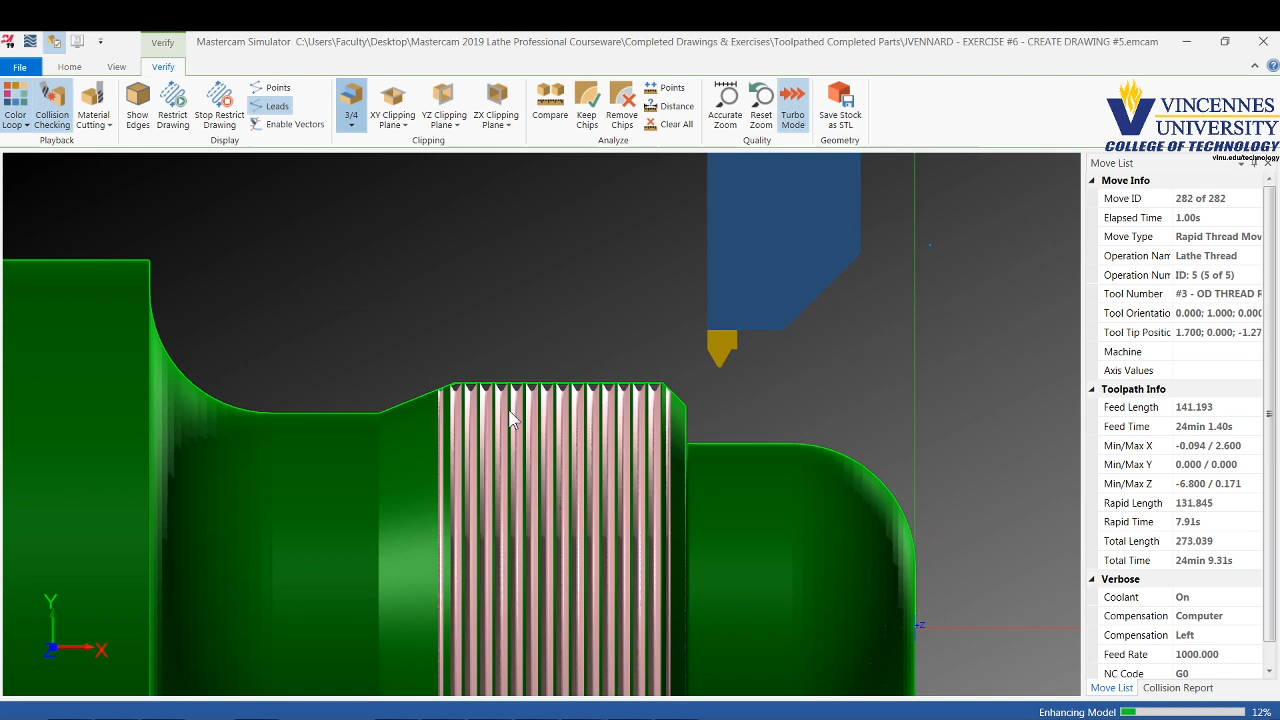 Verify
Mastercam Simulator C:\Users\Faculty\Desktop\Mastercam 2019 Lathe Professional Courseware\Completed Drawings & Exercises\Toolpathed Completed Parts\JVENNARD - EXERCISE #6 - CREATE DRAWING #5.emcam
File Home View Verify
Color Loop
Collision Checking
Material Cutting
Playback
Show Edges
Restrict Drawing
Stop Restrict Drawing
Points
Leads
Enable Vectors
Display
3/4
XY Clipping Plane
YZ Clipping Plane
ZX Clipping Plane
Clipping
Compare
Keep Chips
Remove Chips
Points
Distance
Clear All
Analyze
Accurate Zoom
Reset Zoom
Turbo Mode
Quality
Save Stock as STL
Geometry
VINCENNES
UNIVERSITY
COLLEGE OF TECHNOLOGY
vinu.edu/technology
Move List
Move Info
Move ID 282 of 282
Elapsed Time 1.00s
Move Type Rapid Thread Mov
Operation Nam Lathe Thread
Operation Num ID: 5 (5 of 5)
Tool Number #3 - OD THREAD R
Tool Orientatio 0.000; 1.000; 0.000
Tool Tip Positic 1.700; 0.000; -1.27
Machine
Axis Values
Toolpath Info
Feed Length 141.193
Feed Time 24min 1.40s
Min/Max X -0.094 / 2.600
Min/Max Y 0.000 / 0.000
Min/Max Z -6.800 / 0.171
Rapid Length 131.845
Rapid Time 7.91s
Total Length 273.039
Total Time 24min 9.31s
Verbose
Coolant On
Compensation Computer
Compensation Left
Feed Rate 1000.000
NC Code G0
Move List Collision Report
Y
Z X
+Z
Enhancing Model 12%